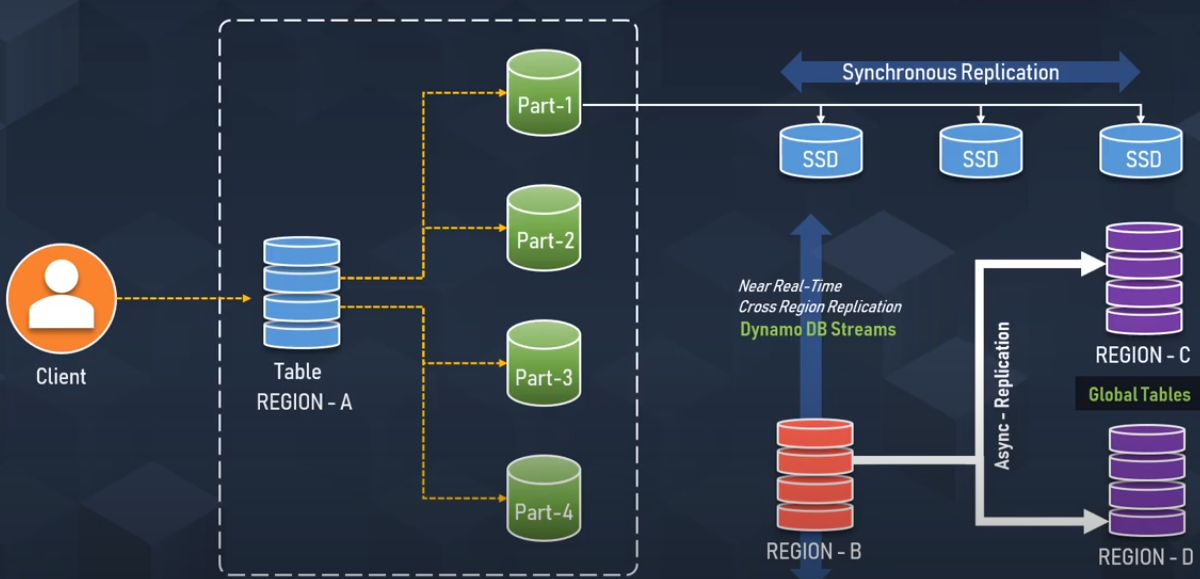 Client
Table
REGION - A
Part-1
Part-2
Part-3
Part-4
Synchronous Replication
SSD
SSD
SSD
Near Real-Time
Cross Region Replication
Dynamo DB Streams
REGION - B
Async - Replication
REGION - C
Global Tables
REGION - D